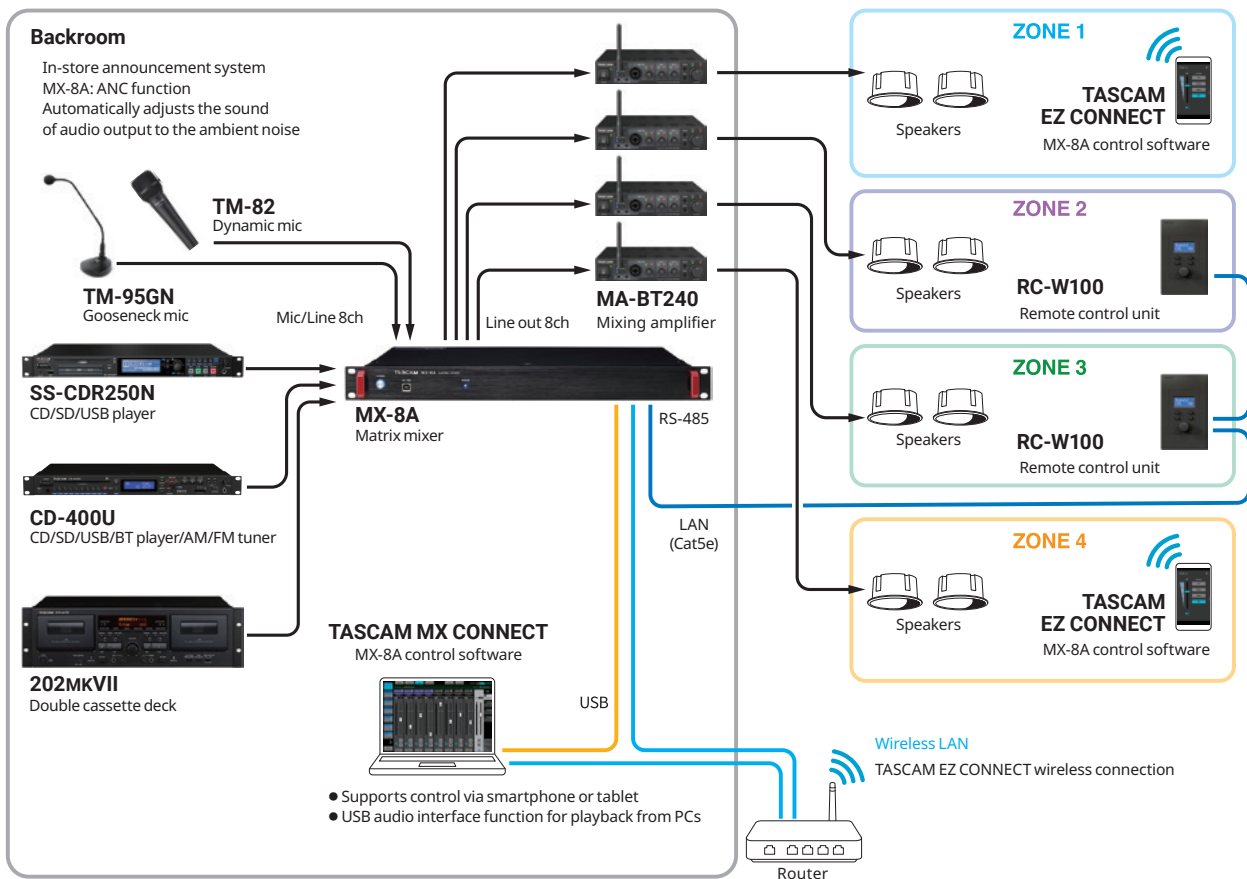 Backroom
In-store announcement system
MX-8A: ANC function
Automatically adjusts the sound
of audio output to the ambient noise
TM-82
Dynamic mic
TM-95GN
Gooseneck mic
Mic/Line 8ch
Line out 8ch
MA-BT240
Mixing amplifier
SS-CDR250N
CD/SD/USB player
TASCAM
MX-8A
Matrix mixer
RS-485
CD-400U
CD/SD/USB/BT player/AM/FM tuner
LAN
(Cat5e)
202MKVII
Double cassette deck
TASCAM MX CONNECT
MX-8A control software
USB
● Supports control via smartphone or tablet
● USB audio interface function for playback from PCs
ZONE 1
Speakers
TASCAM
EZ CONNECT
MX-8A control software
ZONE 2
Speakers
RC-W100
Remote control unit
ZONE 3
Speakers
RC-W100
Remote control unit
ZONE 4
Speakers
TASCAM
EZ CONNECT
MX-8A control software
Wireless LAN
TASCAM EZ CONNECT wireless connection
Router